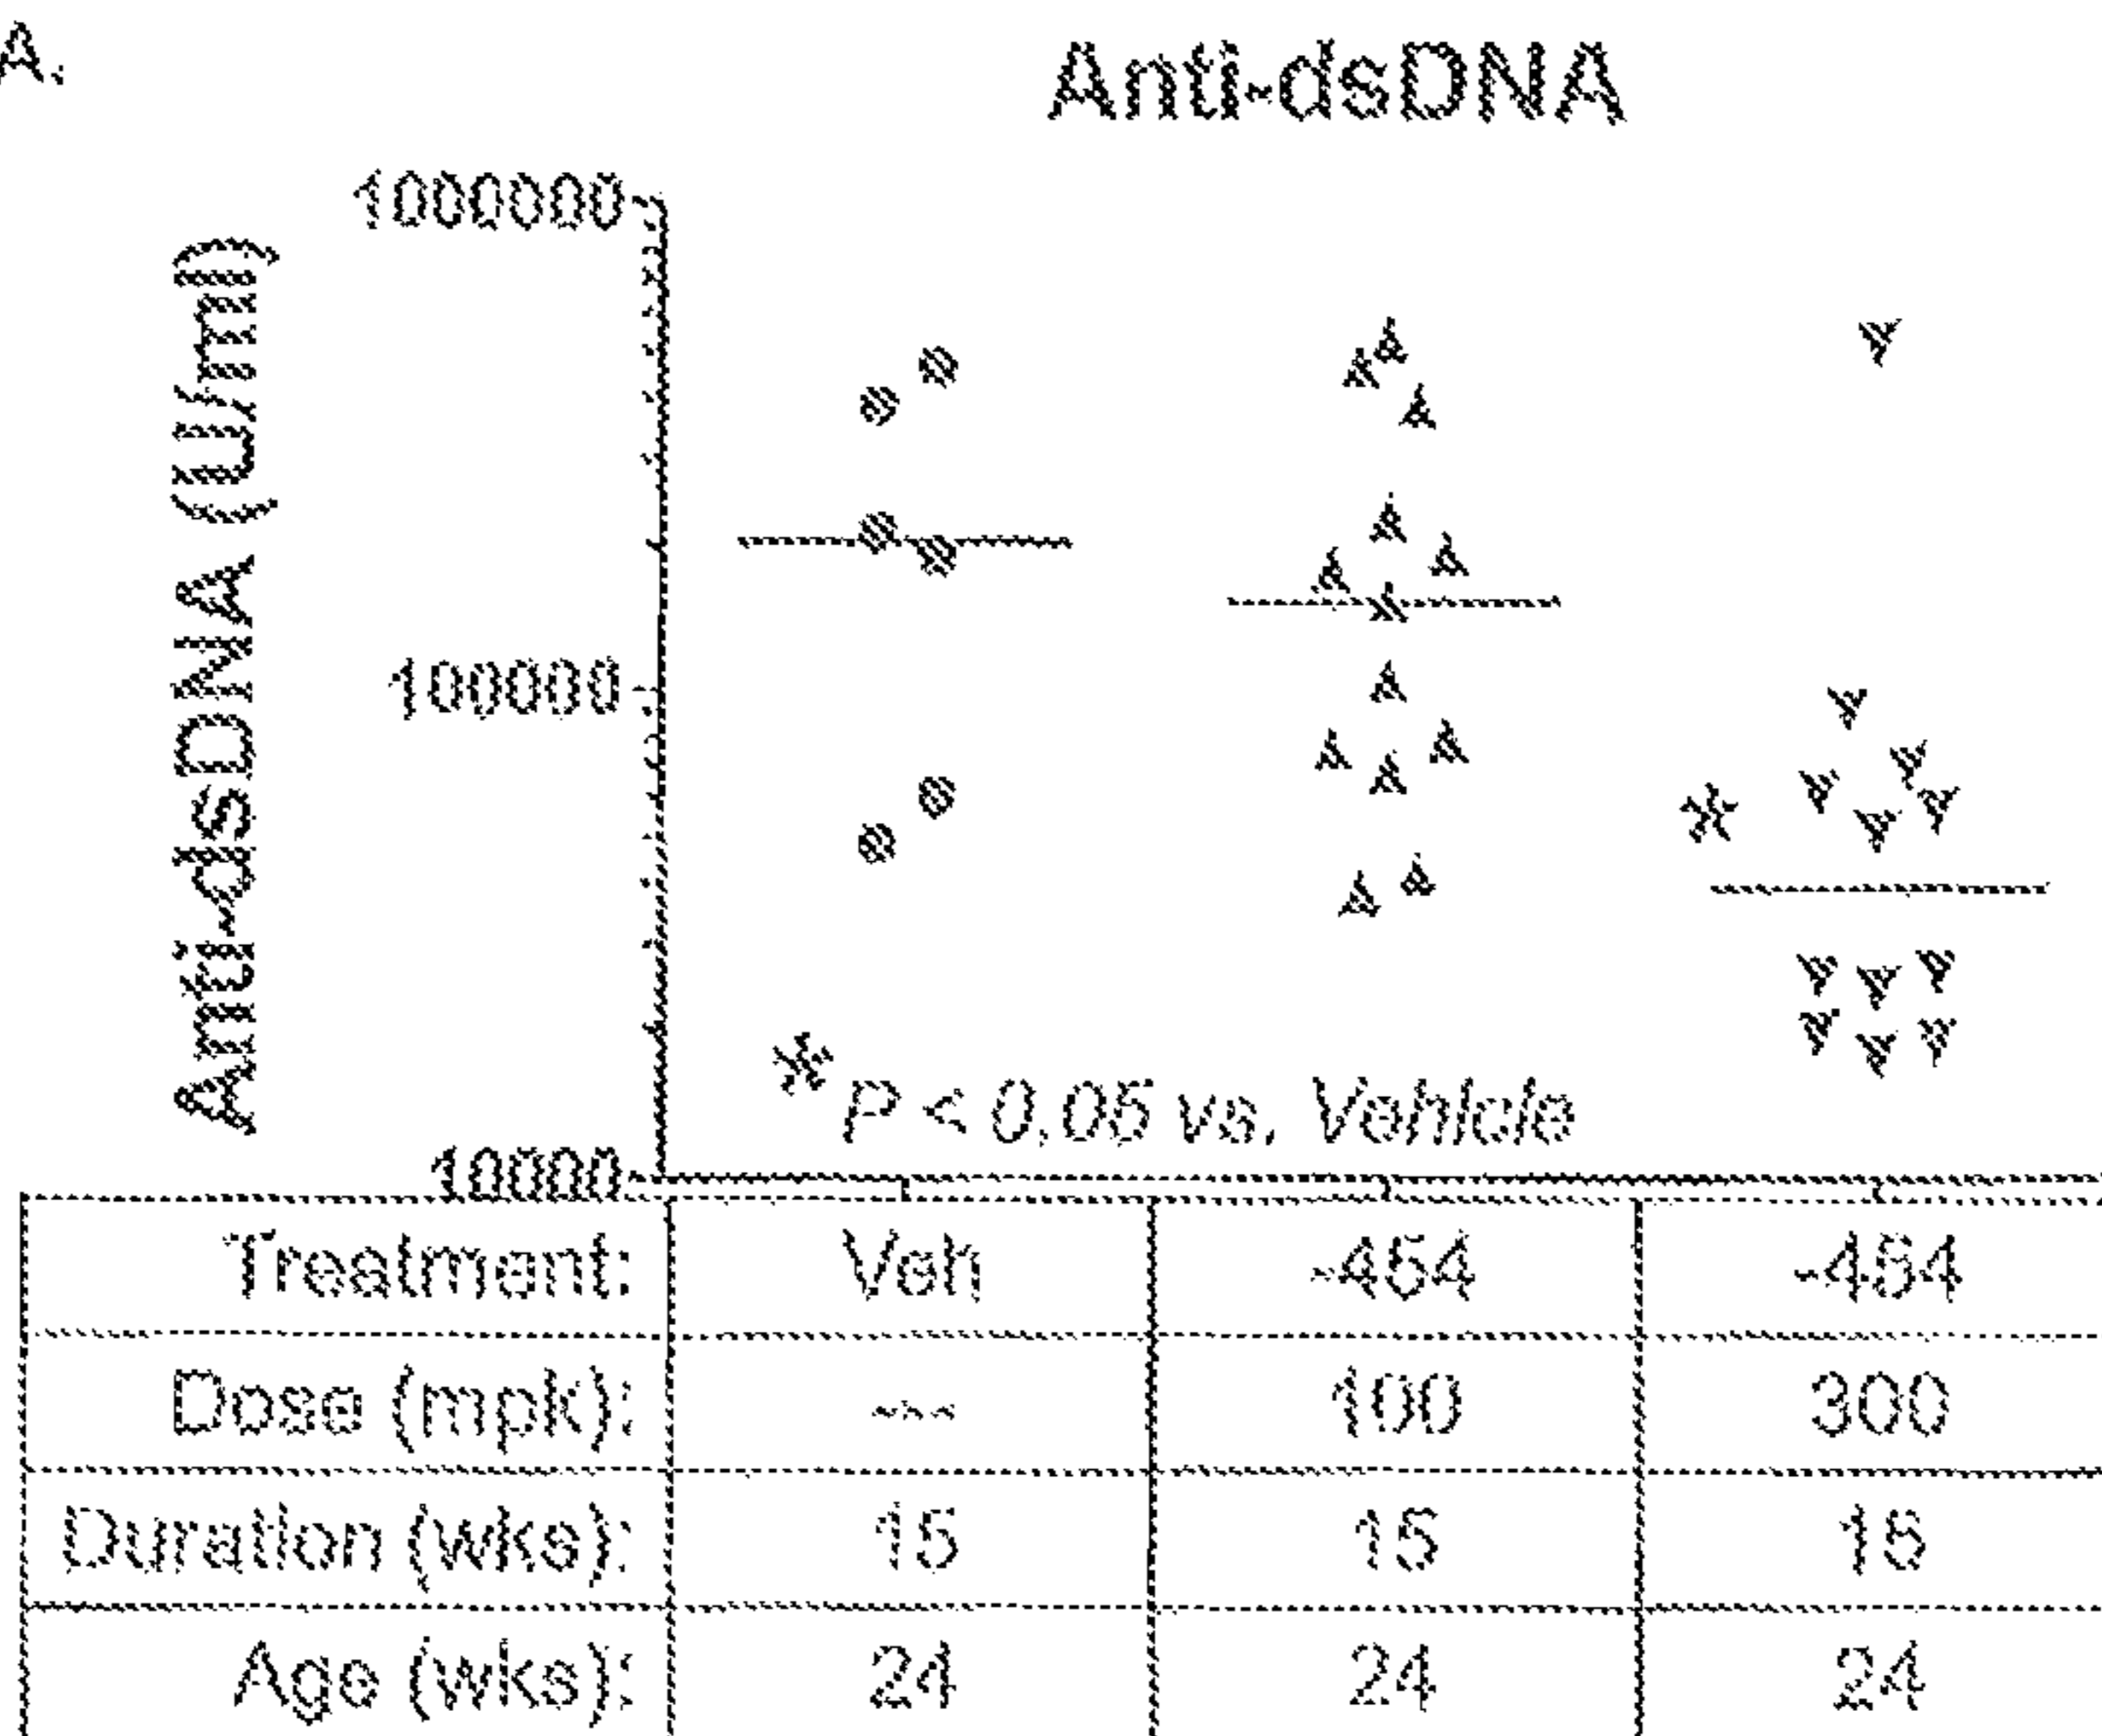 A.
Anti-dsDNA
Anti-dsDNA (U/ml)
1000000
100000
10000
*
* P < 0.05 vs. Vehicle
Treatment: Veh -454 -454
Dose (mpk): --- 100 300
Duration (wks): 15 15 15
Age (wks): 24 24 24